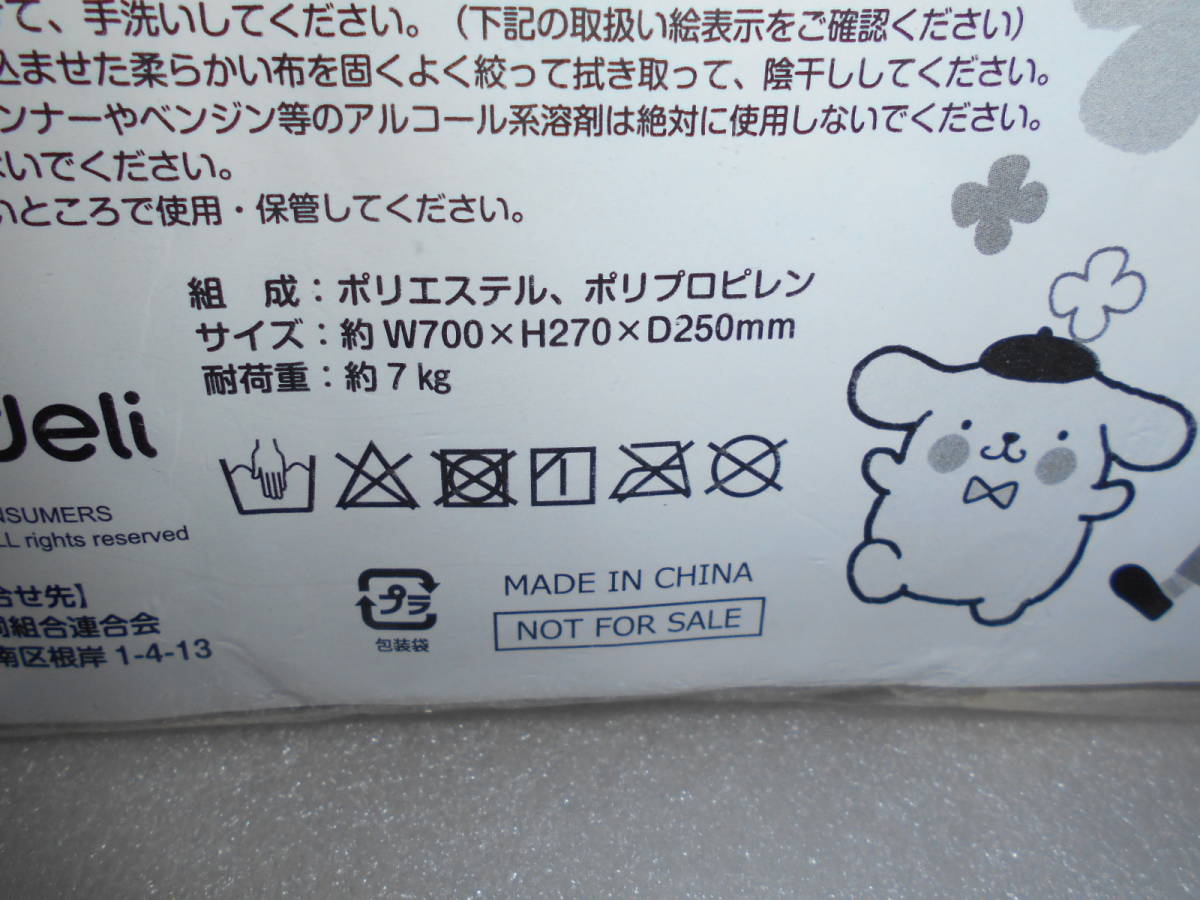 て、手洗いしてください。（下記の取扱い絵表示をご確認ください）
込ませた柔らかい布を固くよく絞って拭き取って、陰干ししてください。
ンナーやベンジン等のアルコール系溶剤は絶対に使用しないでください。
いでください。
いところで使用・保管してください。
組　成：ポリエステル、ポリプロピレン
サイズ：約 W700×H270×D250mm
耐荷重：約 7 kg
deli
NSUMERS
LL rights reserved
合せ先】
同組合連合会
南区根岸 1-4-13
プラ
包装袋
MADE IN CHINA
NOT FOR SALE